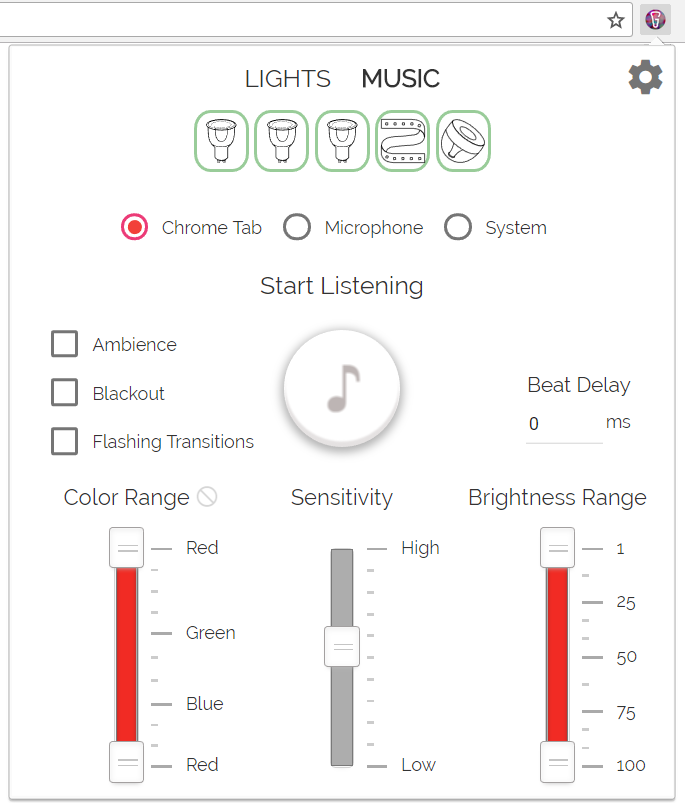 LIGHTS MUSIC
Chrome Tab Microphone System
Start Listening
Ambience
Blackout
Flashing Transitions
Beat Delay
0 ms
Color Range
Red
Green
Blue
Red
Sensitivity
High
Low
Brightness Range
1
25
50
75
100